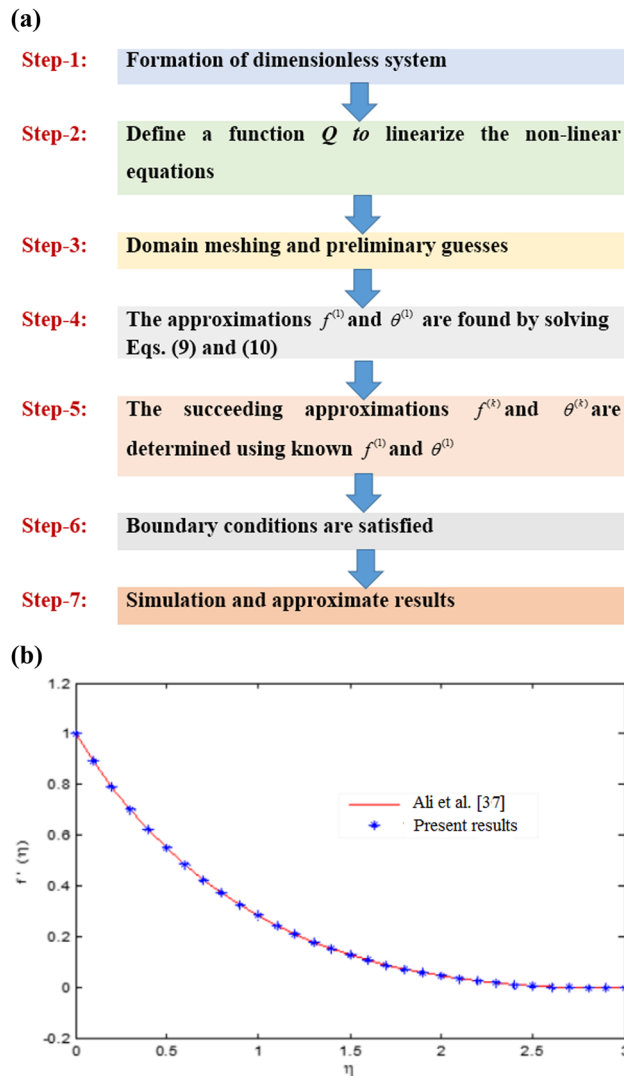 (a)
Step-1: Formation of dimensionless system
Step-2: Define a function Q to linearize the non-linear
equations
Step-3: Domain meshing and preliminary guesses
Step-4: The approximations f⁽¹⁾ and θ⁽¹⁾ are found by solving
Eqs. (9) and (10)
Step-5: The succeeding approximations f⁽ᵏ⁾ and θ⁽ᵏ⁾ are
determined using known f⁽¹⁾ and θ⁽¹⁾
Step-6: Boundary conditions are satisfied
Step-7: Simulation and approximate results
(b)
1.2
1
0.8
0.6
0.4
0.2
0
-0.2
f' (η)
Ali et al. [37]
Present results
0 0.5 1 1.5 2 2.5 3
η